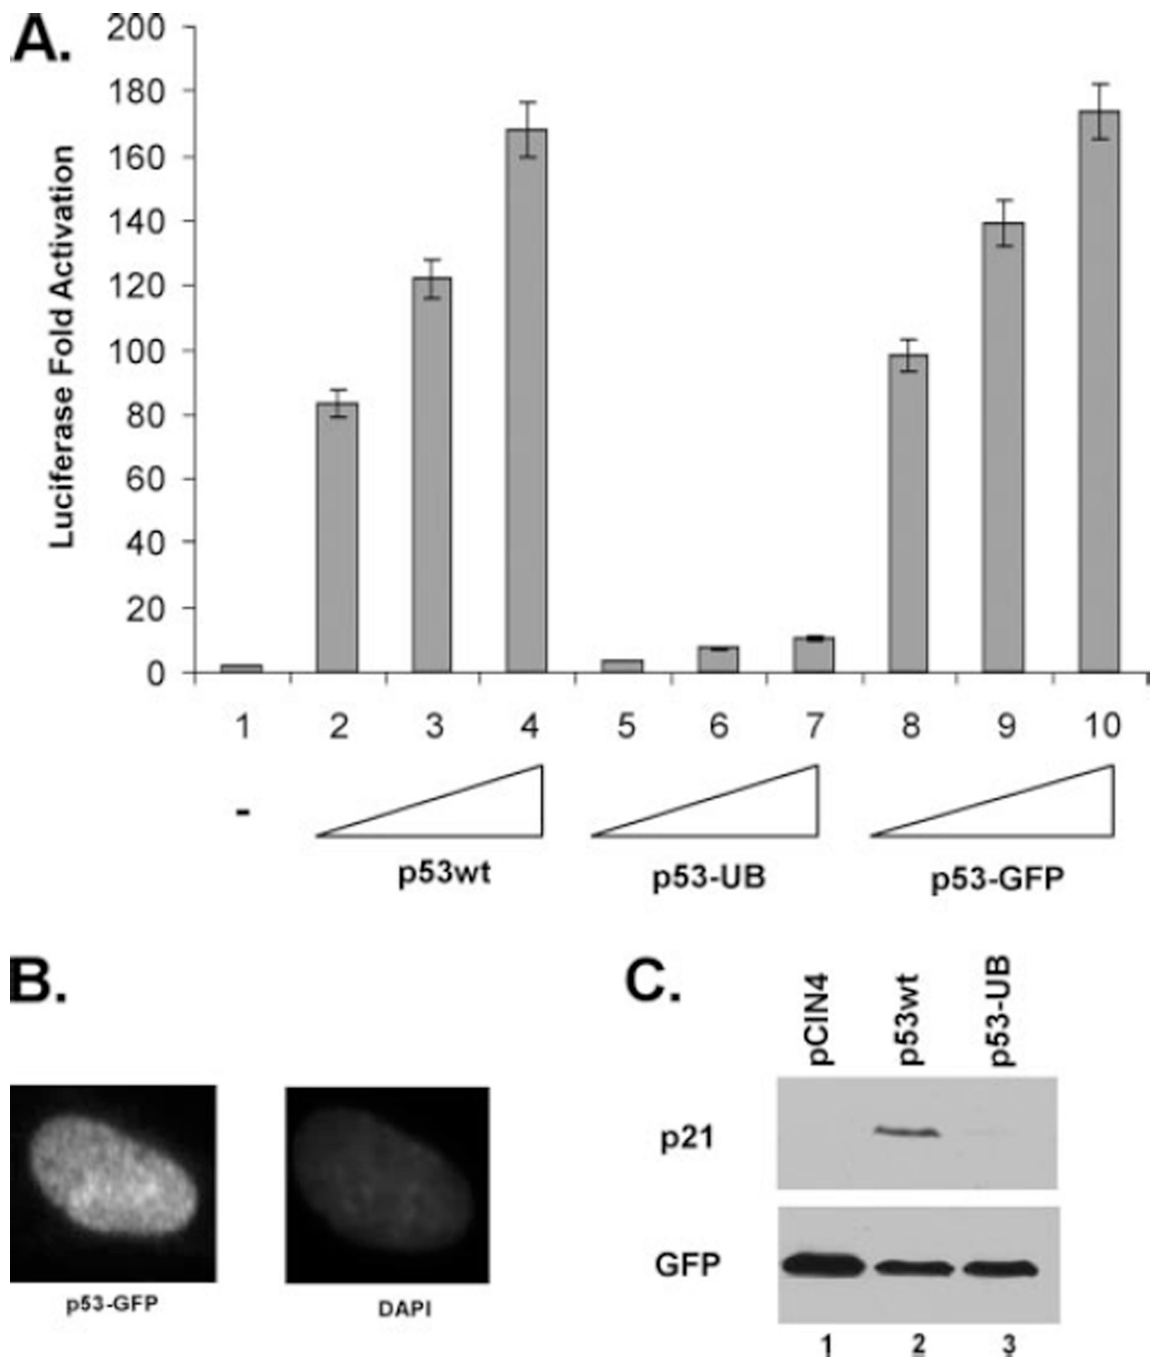 A.
Luciferase Fold Activation
200
180
160
140
120
100
80
60
40
20
0
1 2 3 4 5 6 7 8 9 10
-
p53wt p53-UB p53-GFP
B.
p53-GFP DAPI
C.
pCIN4 p53wt p53-UB
p21
GFP
1 2 3